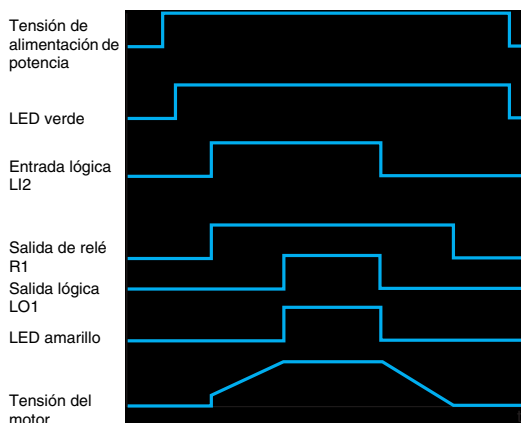 Tensión de
alimentación de
potencia
LED verde
Entrada lógica
LI2
Salida de relé
R1
Salida lógica
LO1
LED amarillo
Tensión del
motor